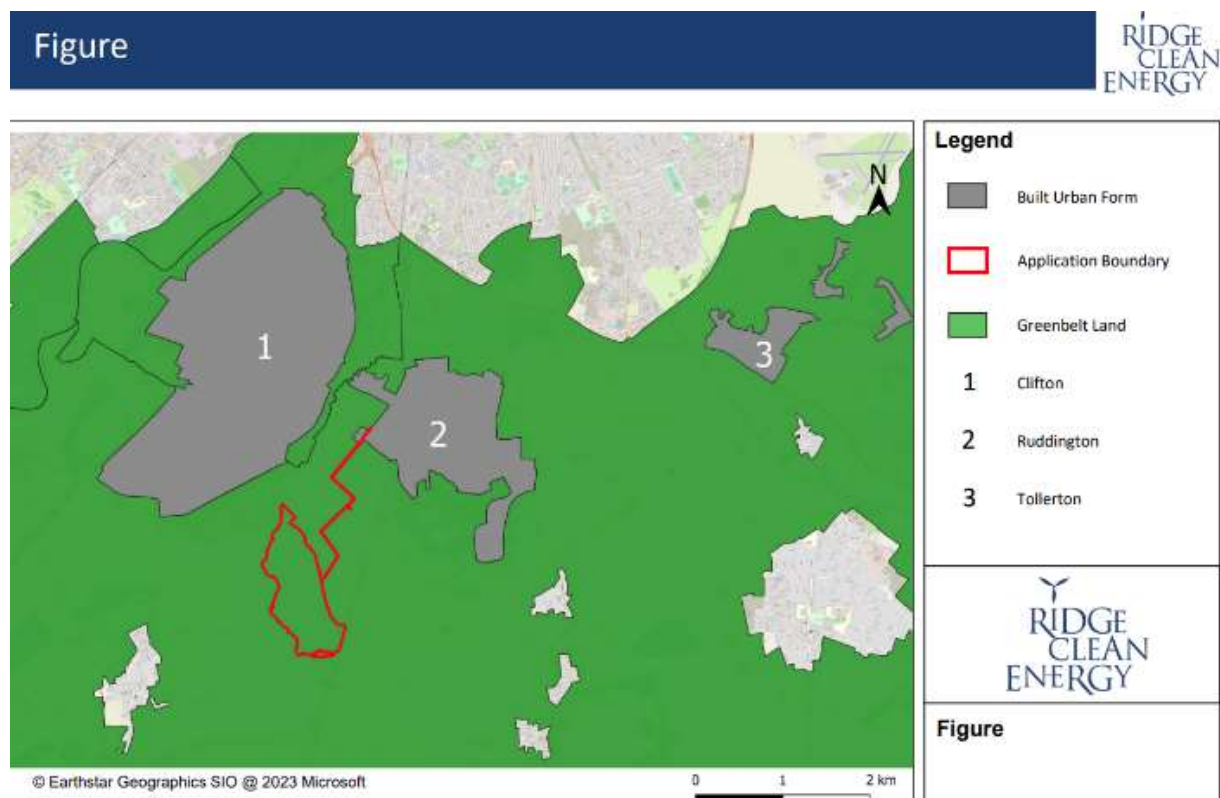 Figure
RIDGE
CLEAN
ENERGY
N
1
2
3
Legend
Built Urban Form
Application Boundary
Greenbelt Land
1 Clifton
2 Ruddington
3 Tollerton
RIDGE
CLEAN
ENERGY
Figure
© Earthstar Geographics SIO @ 2023 Microsoft
0 1 2 km